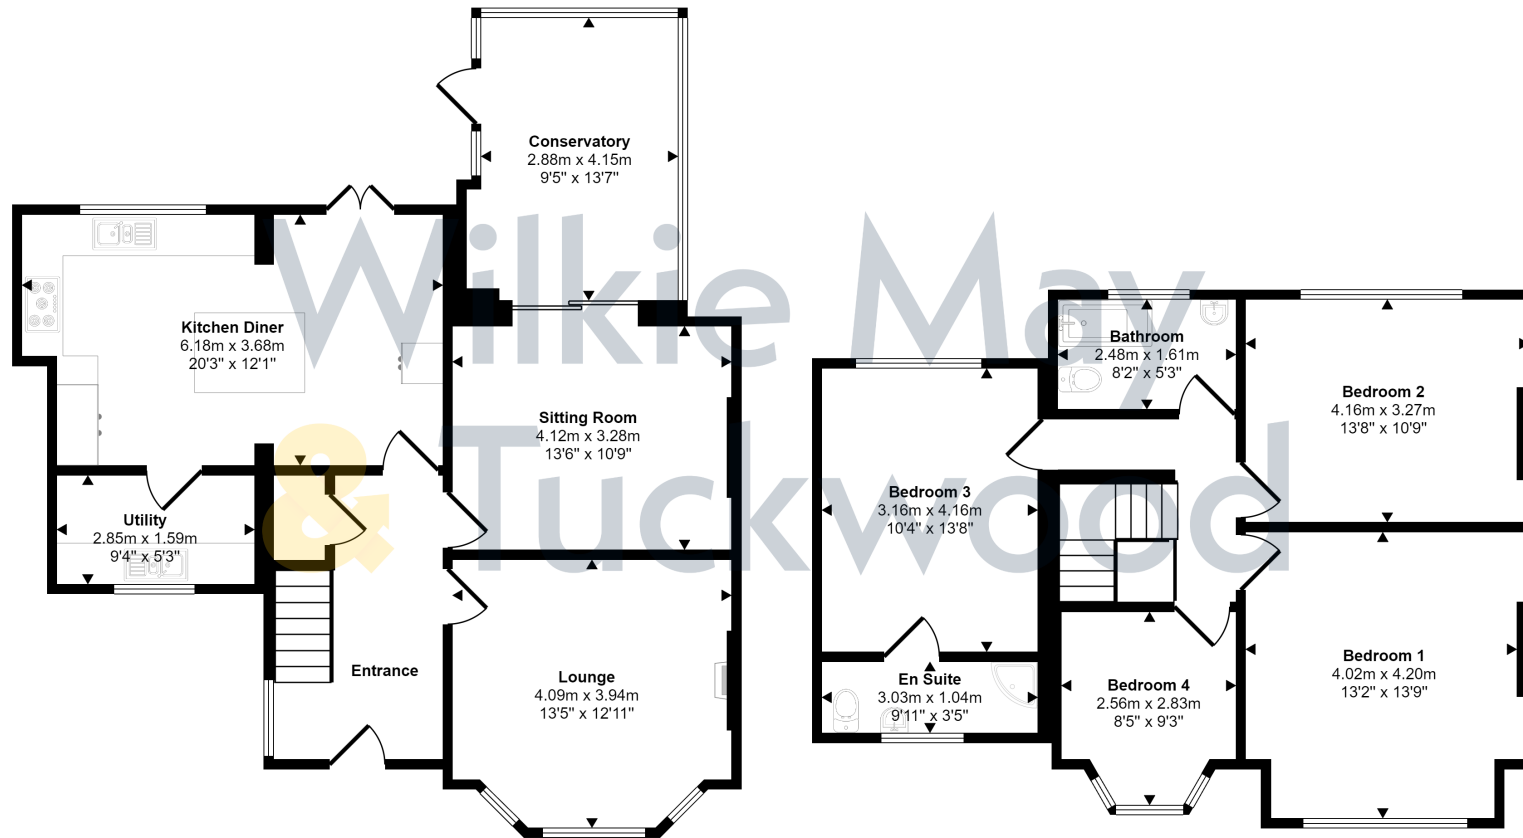 Wilkie May
& Tuckwood
Conservatory
2.88m x 4.15m
9'5" x 13'7"
Kitchen Diner
6.18m x 3.68m
20'3" x 12'1"
Sitting Room
4.12m x 3.28m
13'6" x 10'9"
Utility
2.85m x 1.59m
9'4" x 5'3"
Entrance
Lounge
4.09m x 3.94m
13'5" x 12'11"
Bathroom
2.48m x 1.61m
8'2" x 5'3"
Bedroom 2
4.16m x 3.27m
13'8" x 10'9"
Bedroom 3
3.16m x 4.16m
10'4" x 13'8"
En Suite
3.03m x 1.04m
9'11" x 3'5"
Bedroom 4
2.56m x 2.83m
8'5" x 9'3"
Bedroom 1
4.02m x 4.20m
13'2" x 13'9"